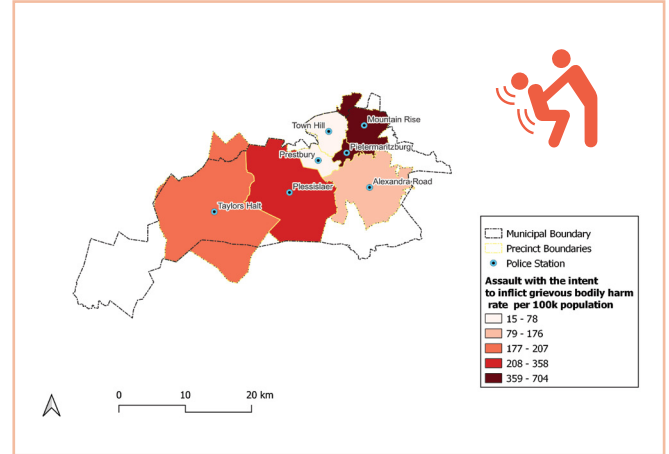 Town Hill
Mountain Rise
Pietermaritzburg
Prestbury
Alexandra Road
Plessislaer
Taylors Halt
Municipal Boundary
Precinct Boundaries
Police Station
Assault with the intent
to inflict grievous bodily harm
rate per 100k population
15 - 78
79 - 176
177 - 207
208 - 358
359 - 704
0 10 20 km